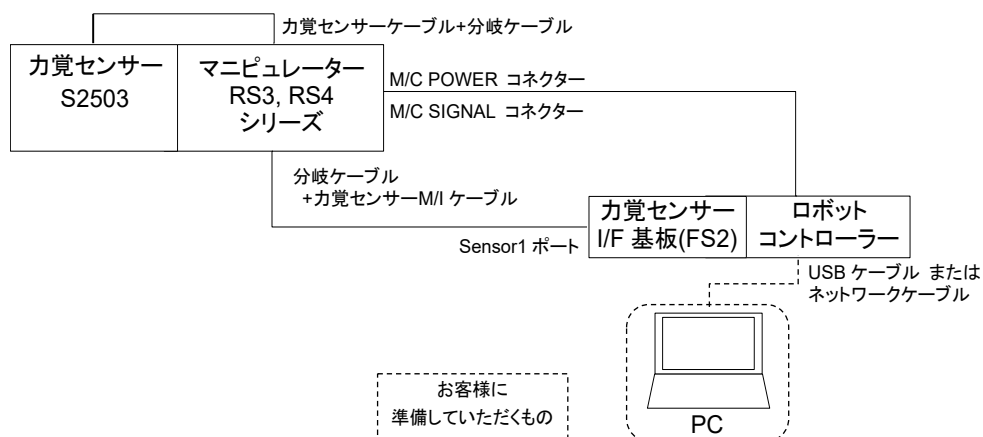 力覚センサーケーブル+分岐ケーブル
力覚センサー
S2503
マニピュレーター
RS3, RS4
シリーズ
M/C POWER コネクター
M/C SIGNAL コネクター
分岐ケーブル
+力覚センサーM/I ケーブル
Sensor1 ポート
力覚センサー
I/F 基板(FS2)
ロボット
コントローラー
USB ケーブル または
ネットワークケーブル
お客様に
準備していただくもの
PC